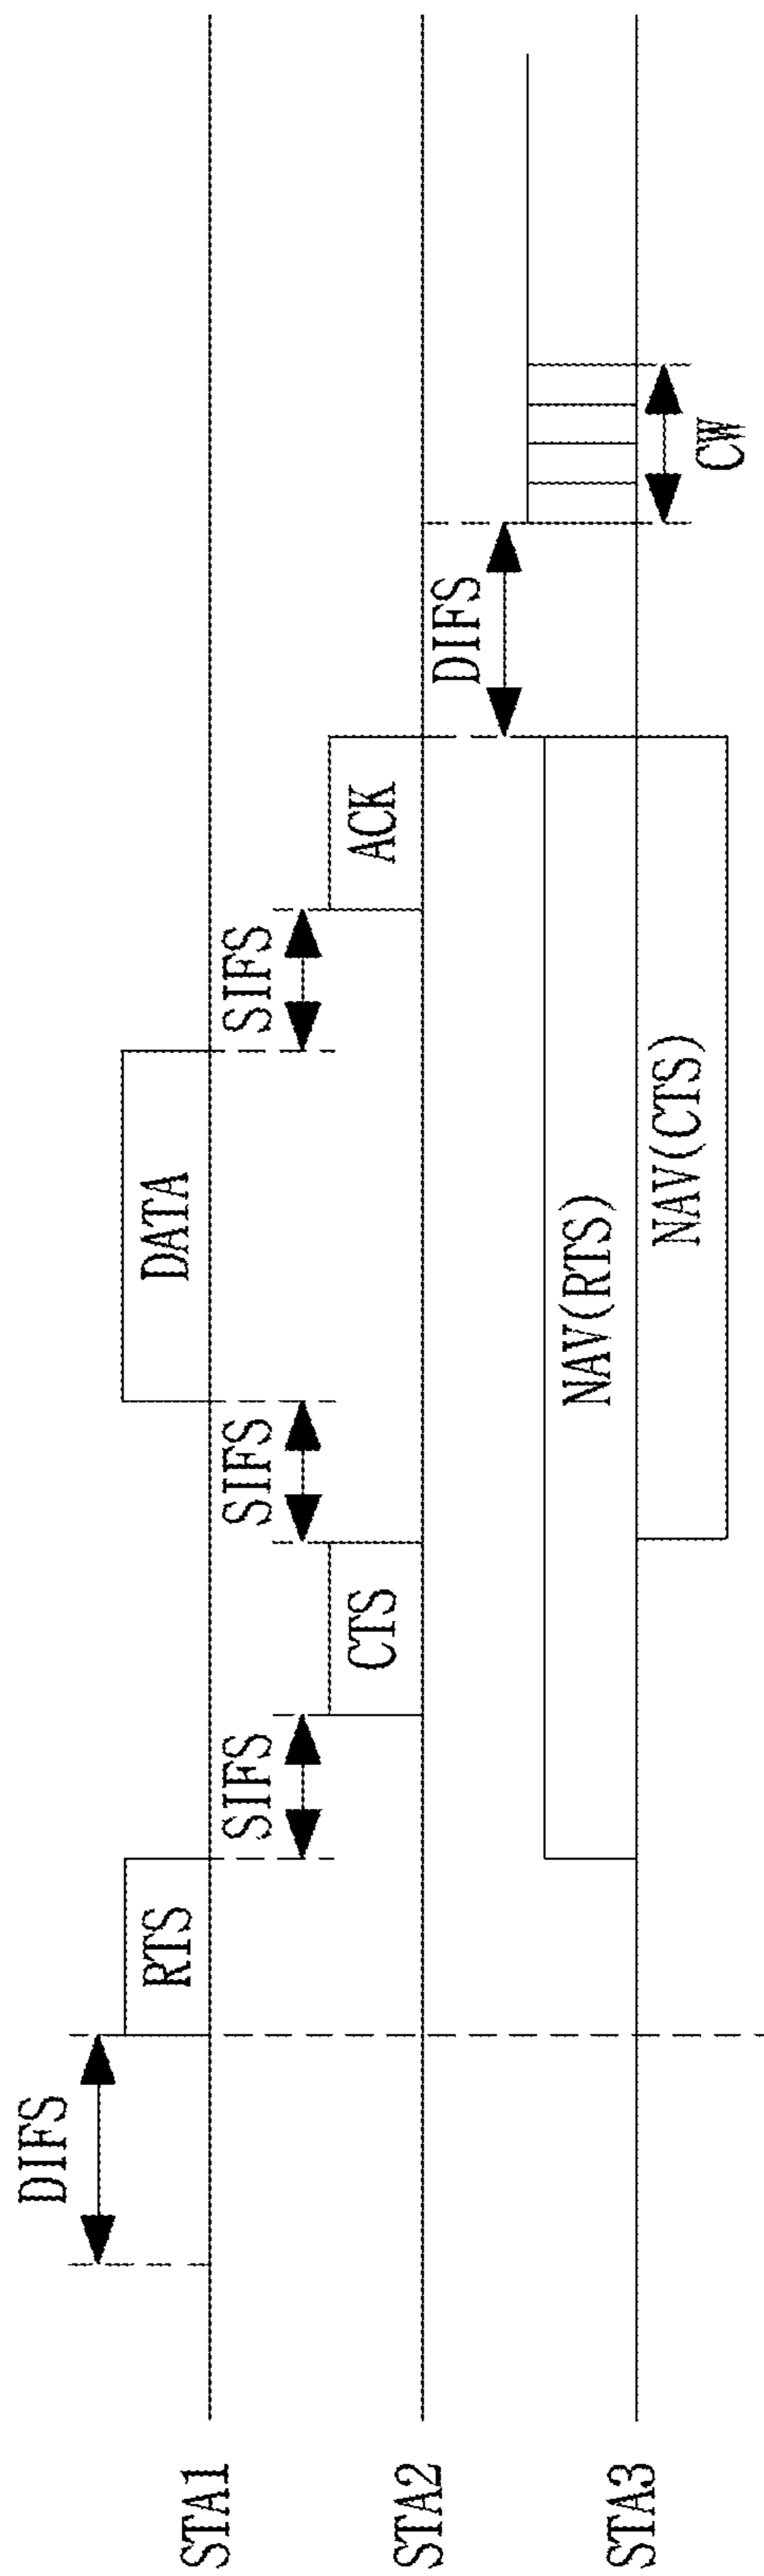 DIFS
STA1
RTS
SIFS
SIFS
DATA
SIFS
STA2
CTS
ACK
DIFS
STA3
NAV(RTS)
NAV(CTS)
CW